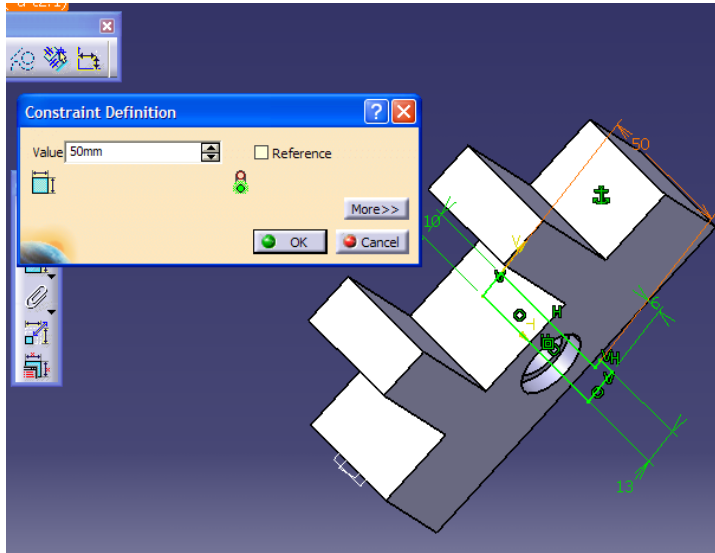 Constraint Definition
Value 50mm
Reference
More>>
OK
Cancel
50
10
V
H
6
VH
13